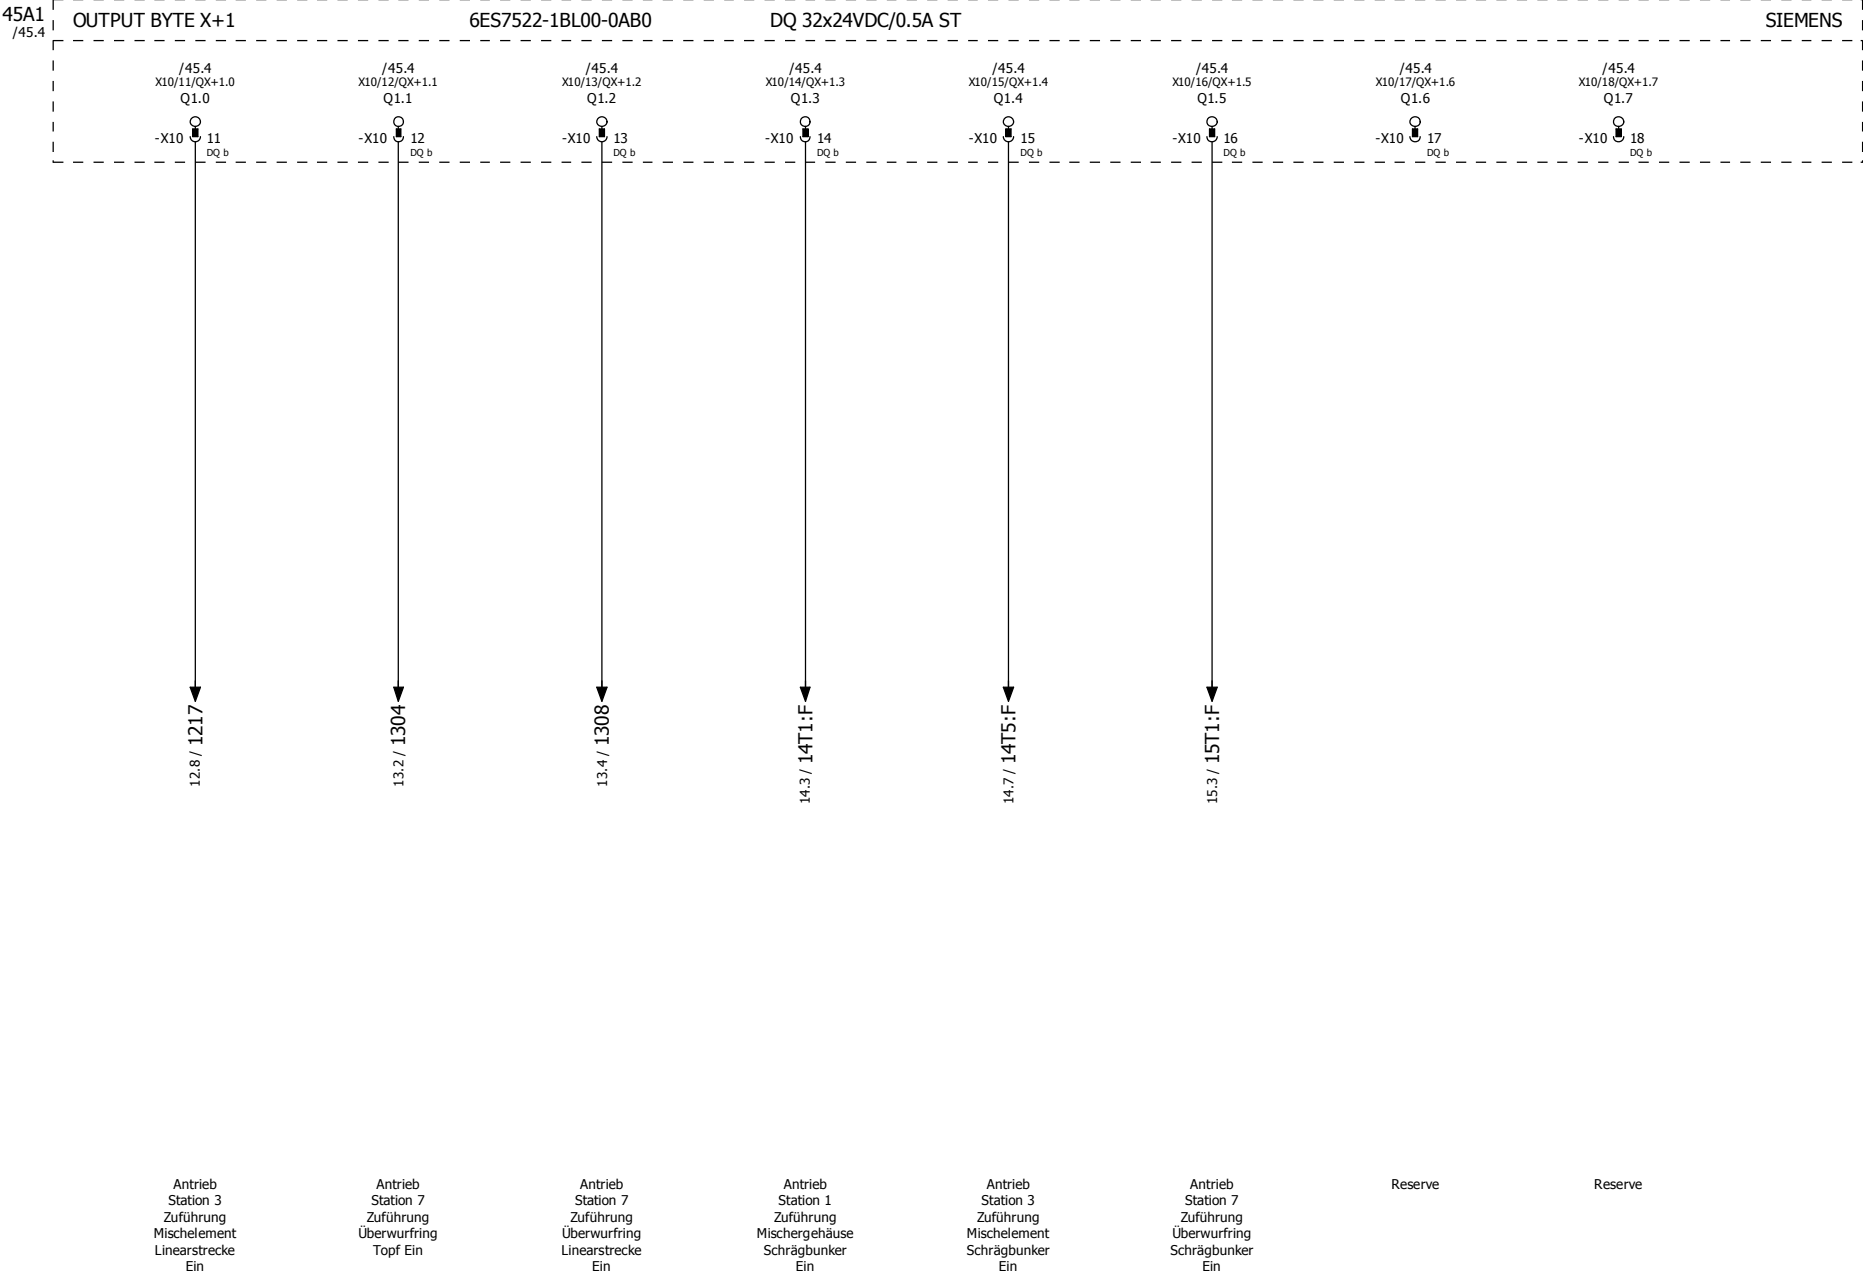 45A1
/45.4
OUTPUT BYTE X+1 6ES7522-1BL00-0AB0 DQ 32x24VDC/0.5A ST SIEMENS
/45.4 /45.4 /45.4 /45.4 /45.4 /45.4 /45.4 /45.4
X10/11/QX+1.0 X10/12/QX+1.1 X10/13/QX+1.2 X10/14/QX+1.3 X10/15/QX+1.4 X10/16/QX+1.5 X10/17/QX+1.6 X10/18/QX+1.7
Q1.0 Q1.1 Q1.2 Q1.3 Q1.4 Q1.5 Q1.6 Q1.7
-X10 11 -X10 12 -X10 13 -X10 14 -X10 15 -X10 16 -X10 17 -X10 18
DQ b DQ b DQ b DQ b DQ b DQ b DQ b DQ b
12.8 / 1217
13.2 / 1304
13.4 / 1308
14.3 / 14T1:F
14.7 / 14T5:F
15.3 / 15T1:F
Antrieb
Station 3
Zuführung
Mischelement
Linearstrecke
Ein
Antrieb
Station 7
Zuführung
Überwurfring
Topf Ein
Antrieb
Station 7
Zuführung
Überwurfring
Linearstrecke
Ein
Antrieb
Station 1
Zuführung
Mischergehäuse
Schrägbunker
Ein
Antrieb
Station 3
Zuführung
Mischelement
Schrägbunker
Ein
Antrieb
Station 7
Zuführung
Überwurfring
Schrägbunker
Ein
Reserve
Reserve